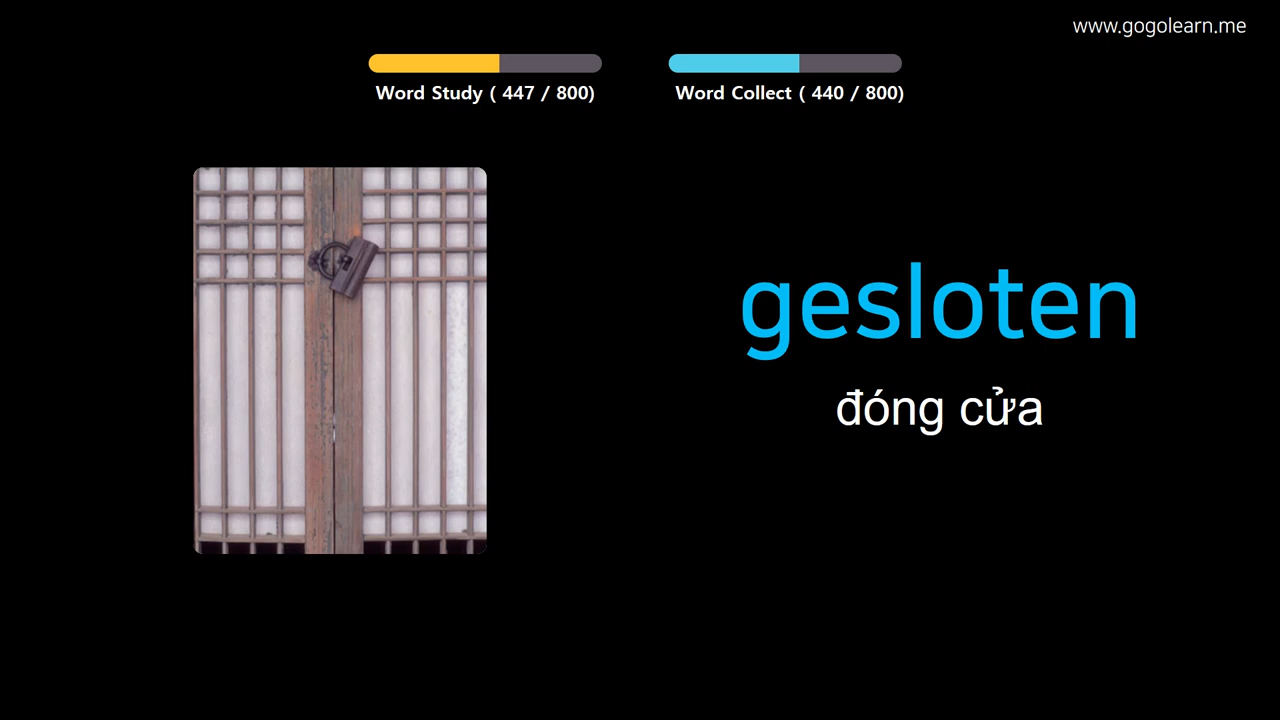 www.gogolearn.me
Word Study ( 447 / 800)
Word Collect ( 440 / 800)
gesloten
đóng cửa